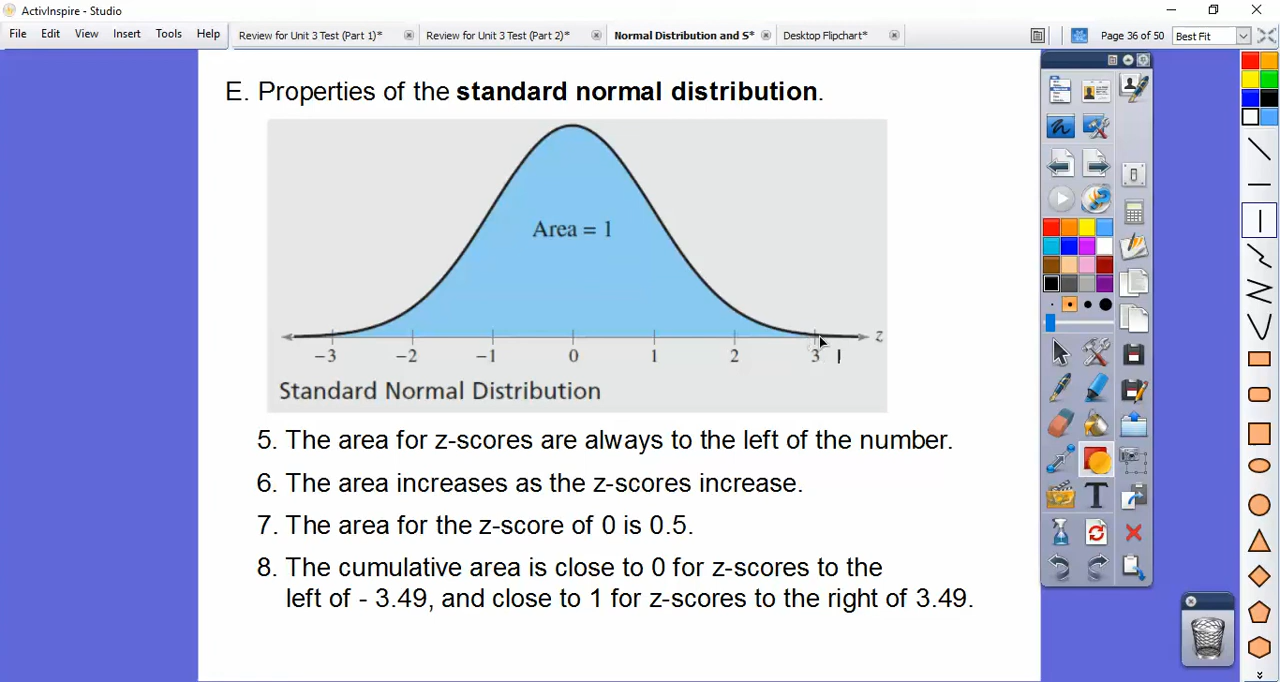 ActivInspire - Studio
File Edit View Insert Tools Help
Review for Unit 3 Test (Part 1)* Review for Unit 3 Test (Part 2)* Normal Distribution and S* Desktop Flipchart* Page 36 of 50 Best Fit
E. Properties of the standard normal distribution.
Area = 1
z
−3 −2 −1 0 1 2 3
Standard Normal Distribution
5. The area for z-scores are always to the left of the number.
6. The area increases as the z-scores increase.
7. The area for the z-score of 0 is 0.5.
8. The cumulative area is close to 0 for z-scores to the
left of - 3.49, and close to 1 for z-scores to the right of 3.49.